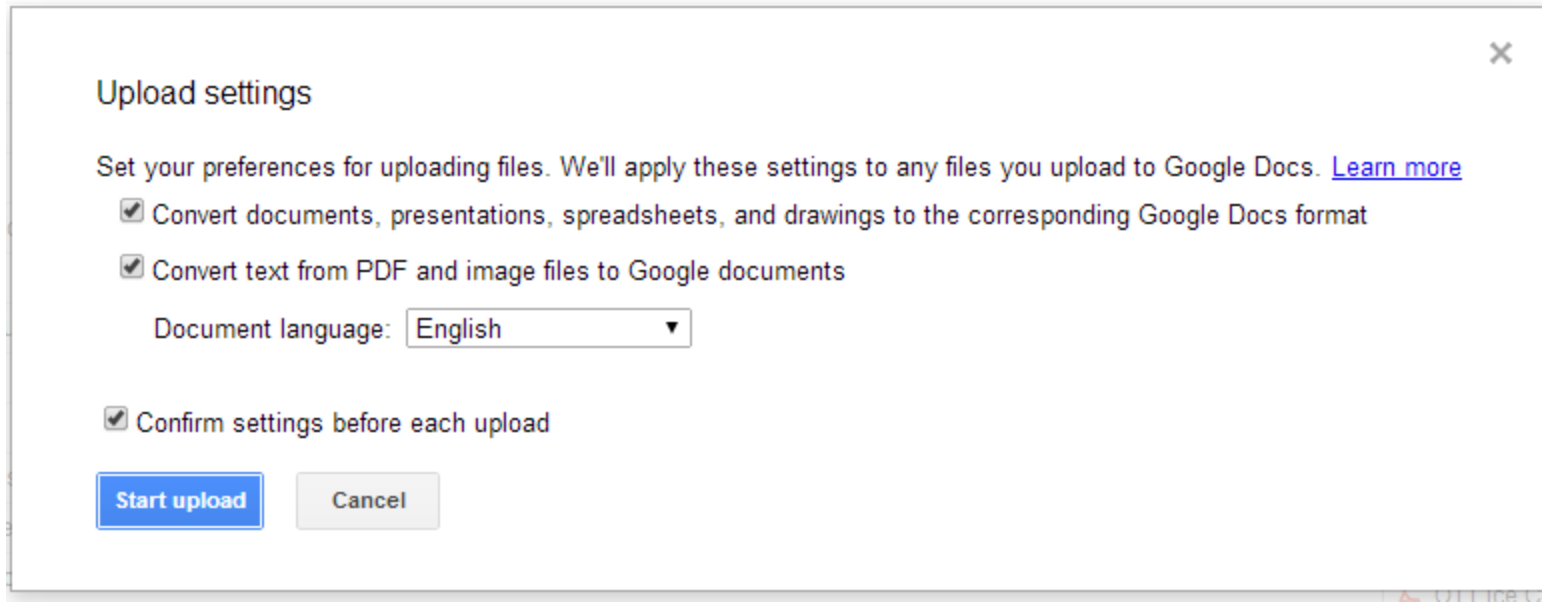 Upload settings
Set your preferences for uploading files. We'll apply these settings to any files you upload to Google Docs. Learn more
Convert documents, presentations, spreadsheets, and drawings to the corresponding Google Docs format
Convert text from PDF and image files to Google documents
Document language: English
Confirm settings before each upload
Start upload Cancel